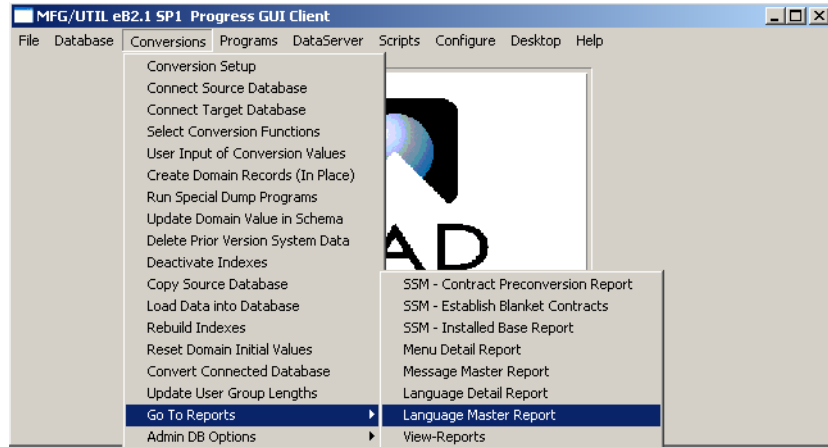 MFG/UTIL eB2.1 SP1 Progress GUI Client
File Database Conversions Programs DataServer Scripts Configure Desktop Help
Conversion Setup
Connect Source Database
Connect Target Database
Select Conversion Functions
User Input of Conversion Values
Create Domain Records (In Place)
Run Special Dump Programs
Update Domain Value in Schema
Delete Prior Version System Data
Deactivate Indexes
Copy Source Database
Load Data into Database
Rebuild Indexes
Reset Domain Initial Values
Convert Connected Database
Update User Group Lengths
Go To Reports
Admin DB Options
AD
SSM - Contract Preconversion Report
SSM - Establish Blanket Contracts
SSM - Installed Base Report
Menu Detail Report
Message Master Report
Language Detail Report
Language Master Report
View-Reports